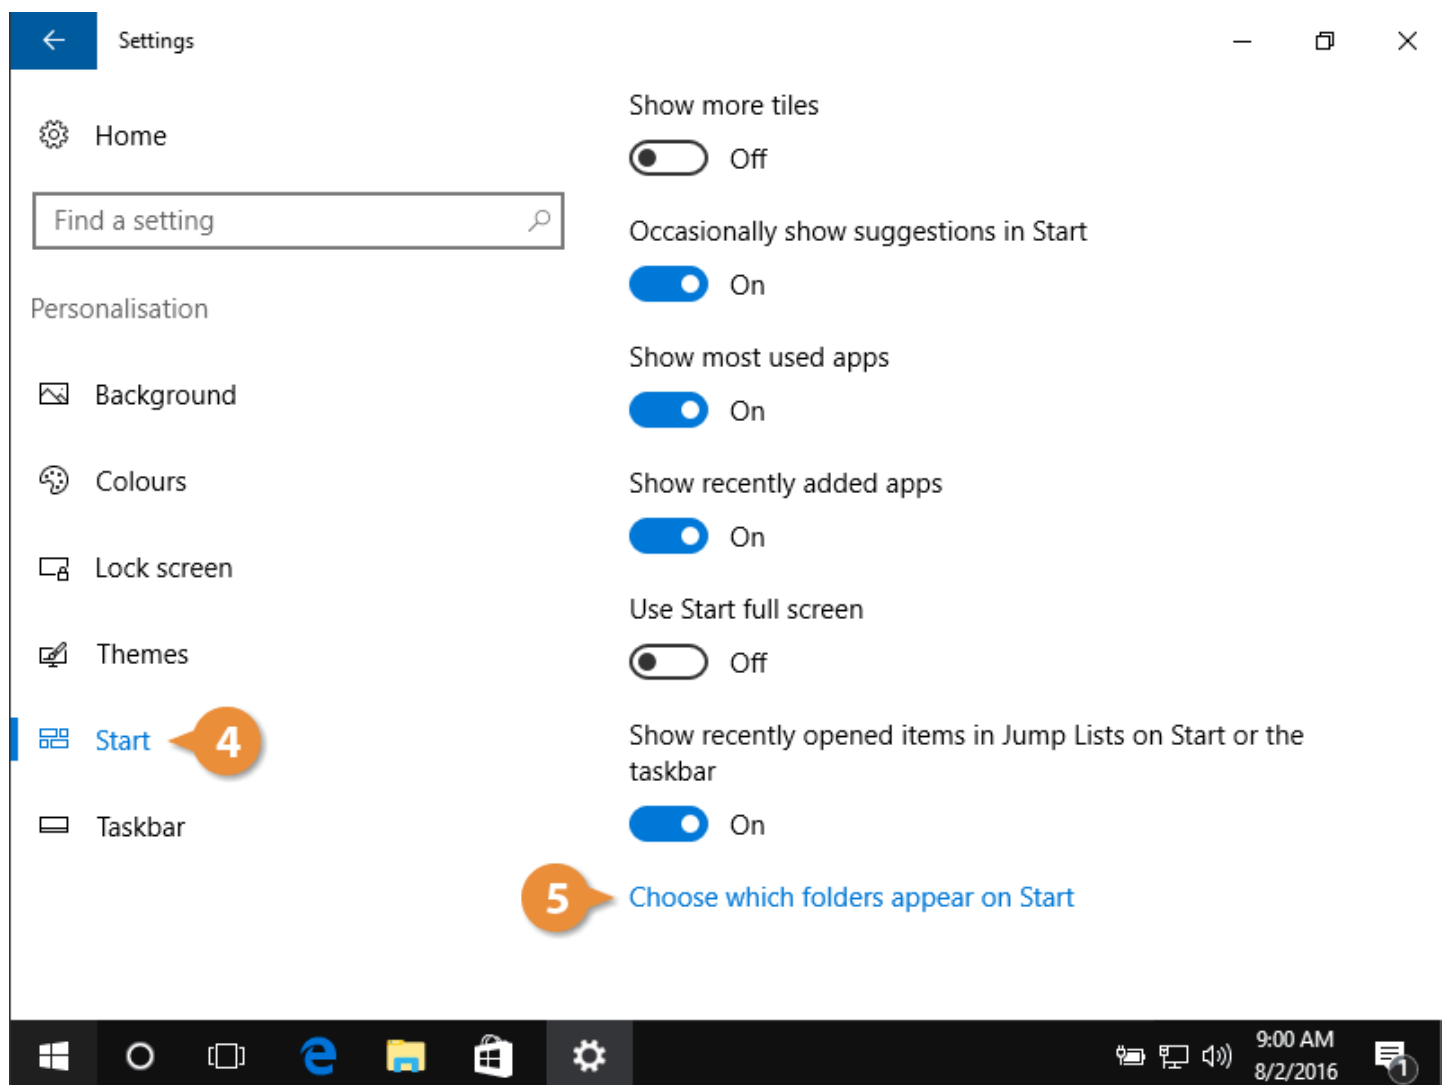 Settings
Home
Find a setting
Personalisation
Background
Colours
Lock screen
Themes
Start
4
Taskbar
Show more tiles
Off
Occasionally show suggestions in Start
On
Show most used apps
On
Show recently added apps
On
Use Start full screen
Off
Show recently opened items in Jump Lists on Start or the
taskbar
On
5
Choose which folders appear on Start
9:00 AM
8/2/2016
1